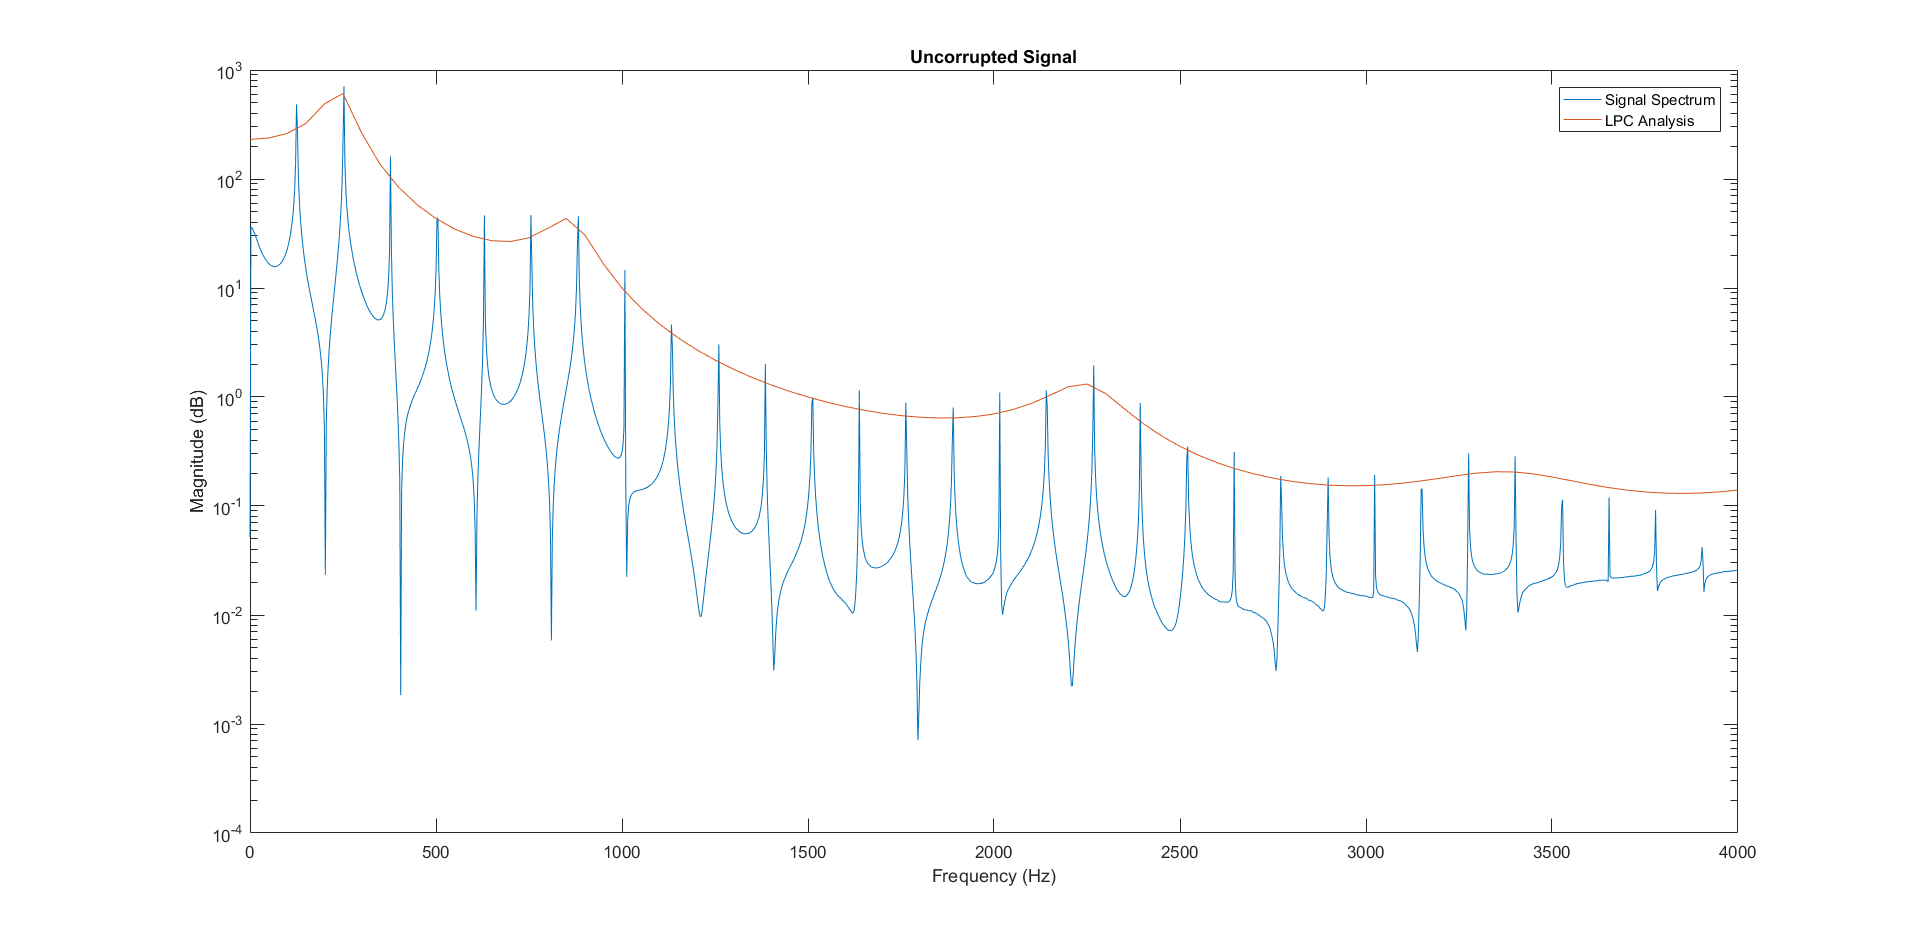 Uncorrupted Signal
Signal Spectrum
LPC Analysis
Magnitude (dB)
10^3
10^2
10^1
10^0
10^-1
10^-2
10^-3
10^-4
0 500 1000 1500 2000 2500 3000 3500 4000
Frequency (Hz)